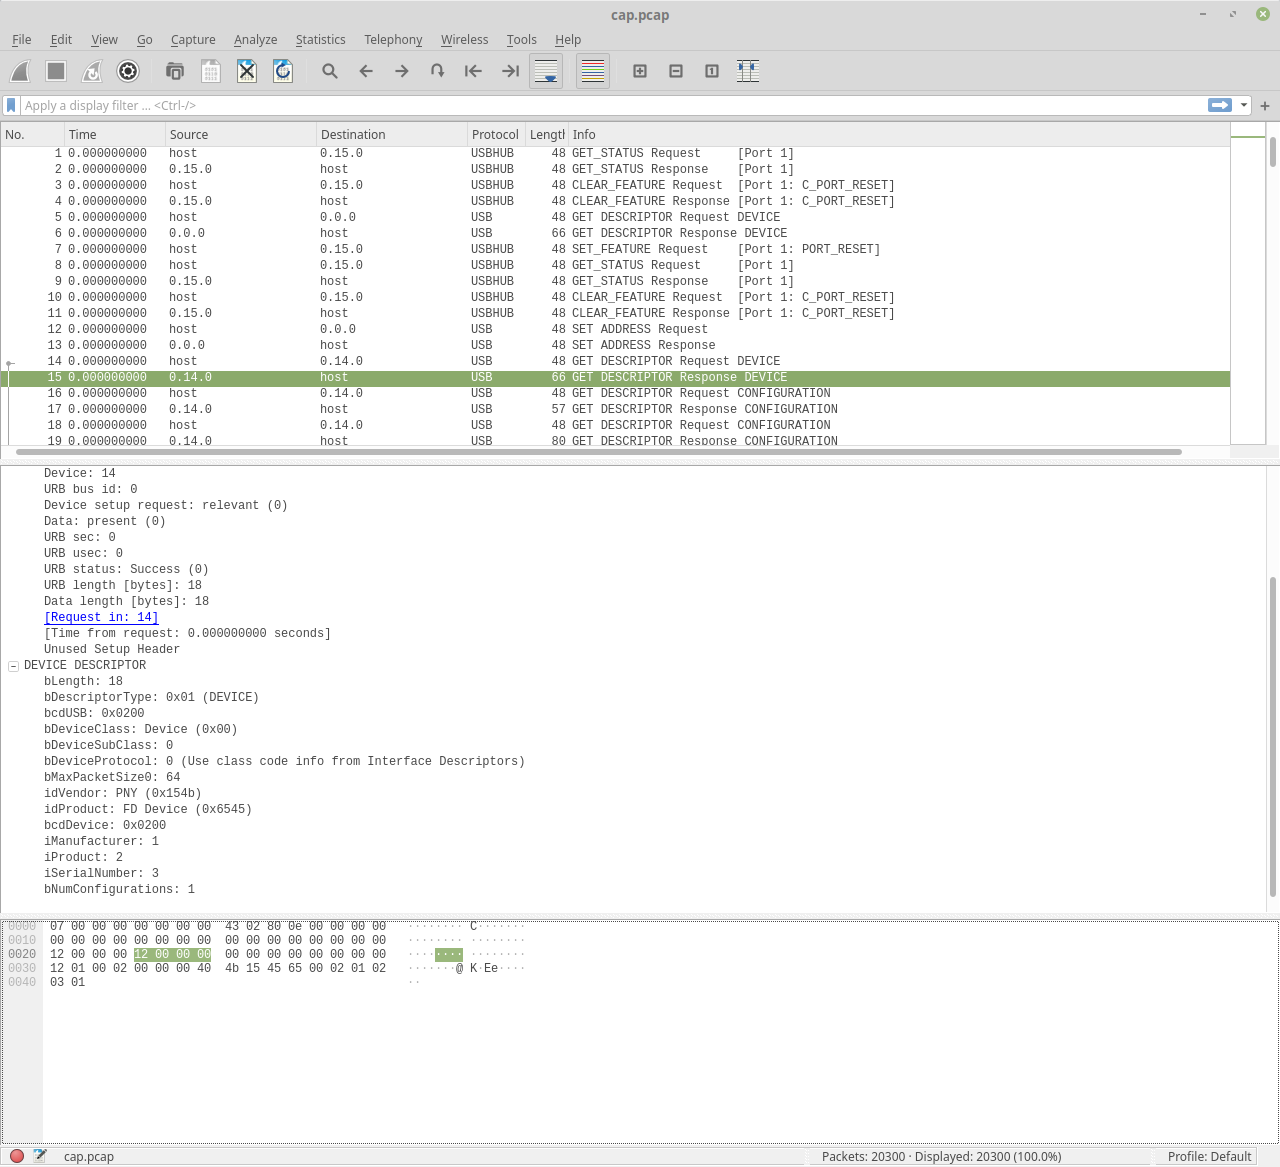 cap.pcap
File Edit View Go Capture Analyze Statistics Telephony Wireless Tools Help
Apply a display filter ... <Ctrl-/>
No. Time Source Destination Protocol Length Info
1 0.000000000 host 0.15.0 USBHUB 48 GET_STATUS Request [Port 1]
2 0.000000000 0.15.0 host USBHUB 48 GET_STATUS Response [Port 1]
3 0.000000000 host 0.15.0 USBHUB 48 CLEAR_FEATURE Request [Port 1: C_PORT_RESET]
4 0.000000000 0.15.0 host USBHUB 48 CLEAR_FEATURE Response [Port 1: C_PORT_RESET]
5 0.000000000 host 0.0.0 USB 48 GET DESCRIPTOR Request DEVICE
6 0.000000000 0.0.0 host USB 66 GET DESCRIPTOR Response DEVICE
7 0.000000000 host 0.15.0 USBHUB 48 SET_FEATURE Request [Port 1: PORT_RESET]
8 0.000000000 host 0.15.0 USBHUB 48 GET_STATUS Request [Port 1]
9 0.000000000 0.15.0 host USBHUB 48 GET_STATUS Response [Port 1]
10 0.000000000 host 0.15.0 USBHUB 48 CLEAR_FEATURE Request [Port 1: C_PORT_RESET]
11 0.000000000 0.15.0 host USBHUB 48 CLEAR_FEATURE Response [Port 1: C_PORT_RESET]
12 0.000000000 host 0.0.0 USB 48 SET ADDRESS Request
13 0.000000000 0.0.0 host USB 48 SET ADDRESS Response
14 0.000000000 host 0.14.0 USB 48 GET DESCRIPTOR Request DEVICE
15 0.000000000 0.14.0 host USB 66 GET DESCRIPTOR Response DEVICE
16 0.000000000 host 0.14.0 USB 48 GET DESCRIPTOR Request CONFIGURATION
17 0.000000000 0.14.0 host USB 57 GET DESCRIPTOR Response CONFIGURATION
18 0.000000000 host 0.14.0 USB 48 GET DESCRIPTOR Request CONFIGURATION
19 0.000000000 0.14.0 host USB 80 GET DESCRIPTOR Response CONFIGURATION
Device: 14
URB bus id: 0
Device setup request: relevant (0)
Data: present (0)
URB sec: 0
URB usec: 0
URB status: Success (0)
URB length [bytes]: 18
Data length [bytes]: 18
[Request in: 14]
[Time from request: 0.000000000 seconds]
Unused Setup Header
DEVICE DESCRIPTOR
bLength: 18
bDescriptorType: 0x01 (DEVICE)
bcdUSB: 0x0200
bDeviceClass: Device (0x00)
bDeviceSubClass: 0
bDeviceProtocol: 0 (Use class code info from Interface Descriptors)
bMaxPacketSize0: 64
idVendor: PNY (0x154b)
idProduct: FD Device (0x6545)
bcdDevice: 0x0200
iManufacturer: 1
iProduct: 2
iSerialNumber: 3
bNumConfigurations: 1
0000 07 00 00 00 00 00 00 00 43 02 80 0e 00 00 00 00 ········ C·······
0010 00 00 00 00 00 00 00 00 00 00 00 00 00 00 00 00 ········ ········
0020 12 00 00 00 12 00 00 00 00 00 00 00 00 00 00 00 ········ ········
0030 12 01 00 02 00 00 00 40 4b 15 45 65 00 02 01 02 ·······@ K·Ee····
0040 03 01 ··
cap.pcap Packets: 20300 · Displayed: 20300 (100.0%) Profile: Default